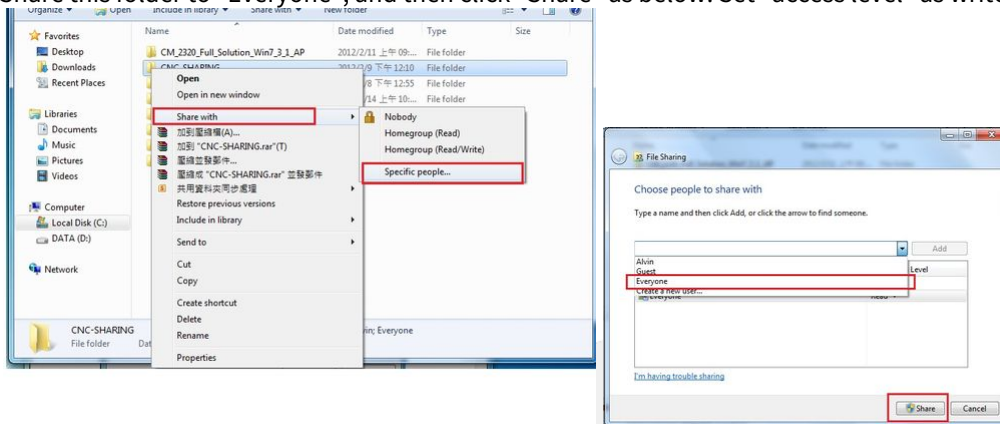 Share this folder to "Everyone", and then click "Share" as below. Set "access level" as write
Organize Open Include in library Share with New folder
Favorites
Desktop
Downloads
Recent Places
Libraries
Documents
Music
Pictures
Videos
Computer
Local Disk (C:)
DATA (D:)
Network
Name Date modified Type Size
CM_2320_Full_Solution_Win7_3_1_AP 2012/2/11 上午 09:... File folder
CNC-SHARING 2012/2/9 下午 12:10 File folder
/8 下午 12:55 File folder
/14 上午 10:... File folder
Open
Open in new window
Share with
加到壓縮檔(A)...
加到 "CNC-SHARING.rar"(T)
壓縮並發郵件...
壓縮成 "CNC-SHARING.rar" 並發郵件
共用資料夾同步處理
Restore previous versions
Include in library
Send to
Cut
Copy
Create shortcut
Delete
Rename
Properties
Nobody
Homegroup (Read)
Homegroup (Read/Write)
Specific people...
CNC-SHARING
File folder
vin; Everyone
File Sharing
Choose people to share with
Type a name and then click Add, or click the arrow to find someone.
Add
Alvin
Guest
Everyone
Create a new user...
Level
Everyone Read
I'm having trouble sharing
Share Cancel